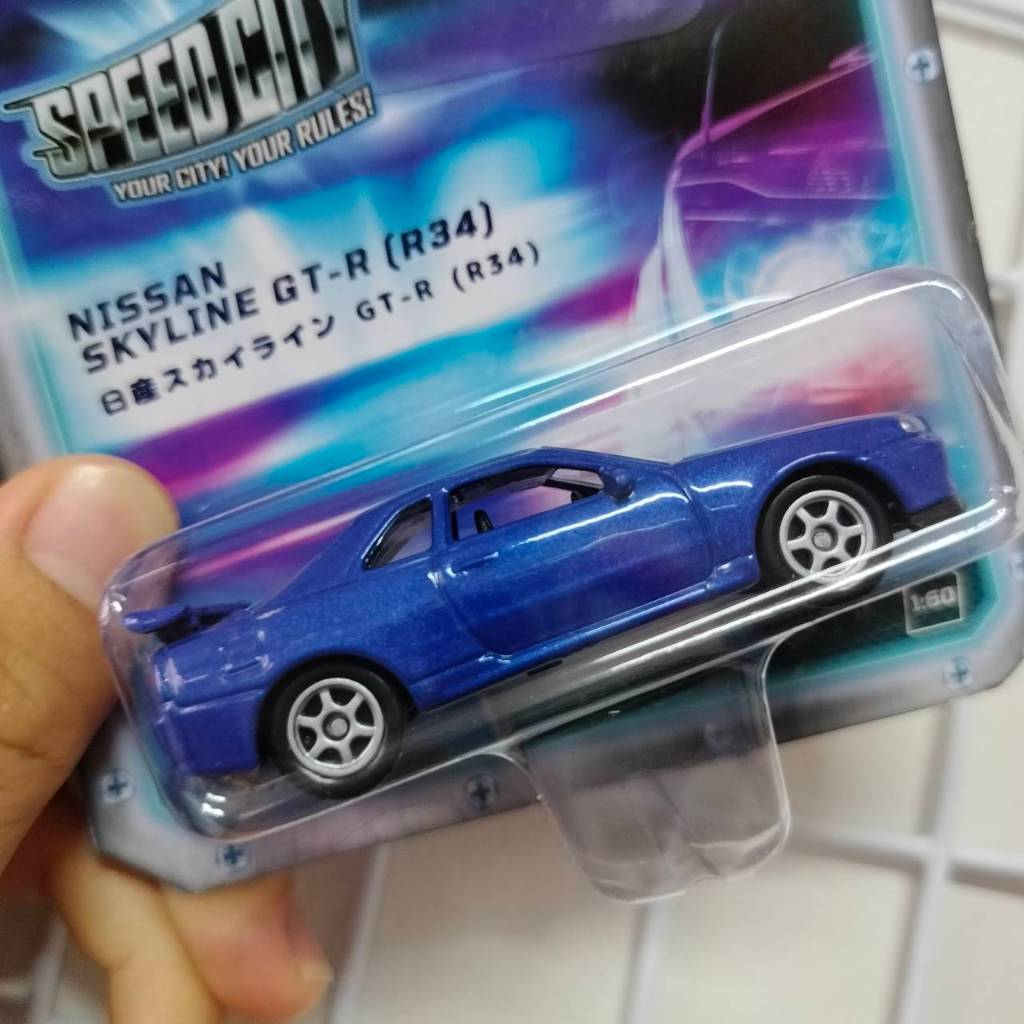 SPEED CITY
YOUR CITY! YOUR RULES!
NISSAN
SKYLINE GT-R (R34)
日産スカイライン GT-R (R34)
1:60